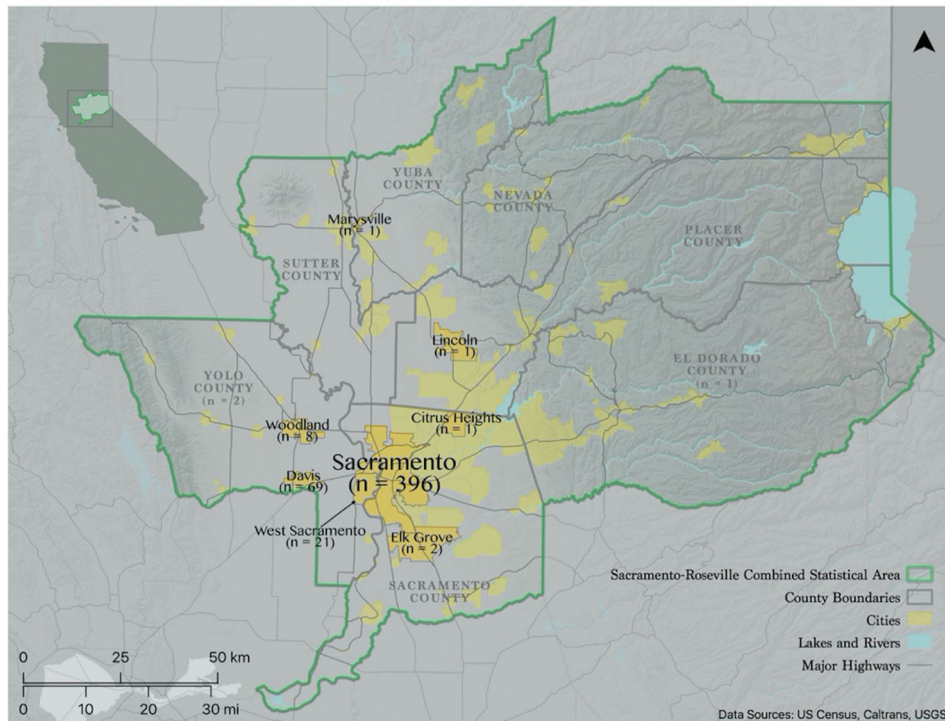 YUBA
COUNTY
NEVADA
COUNTY
Marysville
(n = 1)
PLACER
COUNTY
SUTTER
COUNTY
Lincoln
(n = 1)
EL DORADO
COUNTY
(n = 1)
YOLO
COUNTY
(n = 2)
Citrus Heights
(n = 1)
Woodland
(n = 8)
Sacramento
(n = 396)
Davis
(n = 69)
West Sacramento
(n = 21)
Elk Grove
(n = 2)
SACRAMENTO
COUNTY
Sacramento-Roseville Combined Statistical Area
County Boundaries
Cities
Lakes and Rivers
Major Highways
0 25 50 km
0 10 20 30 mi
Data Sources: US Census, Caltrans, USGS